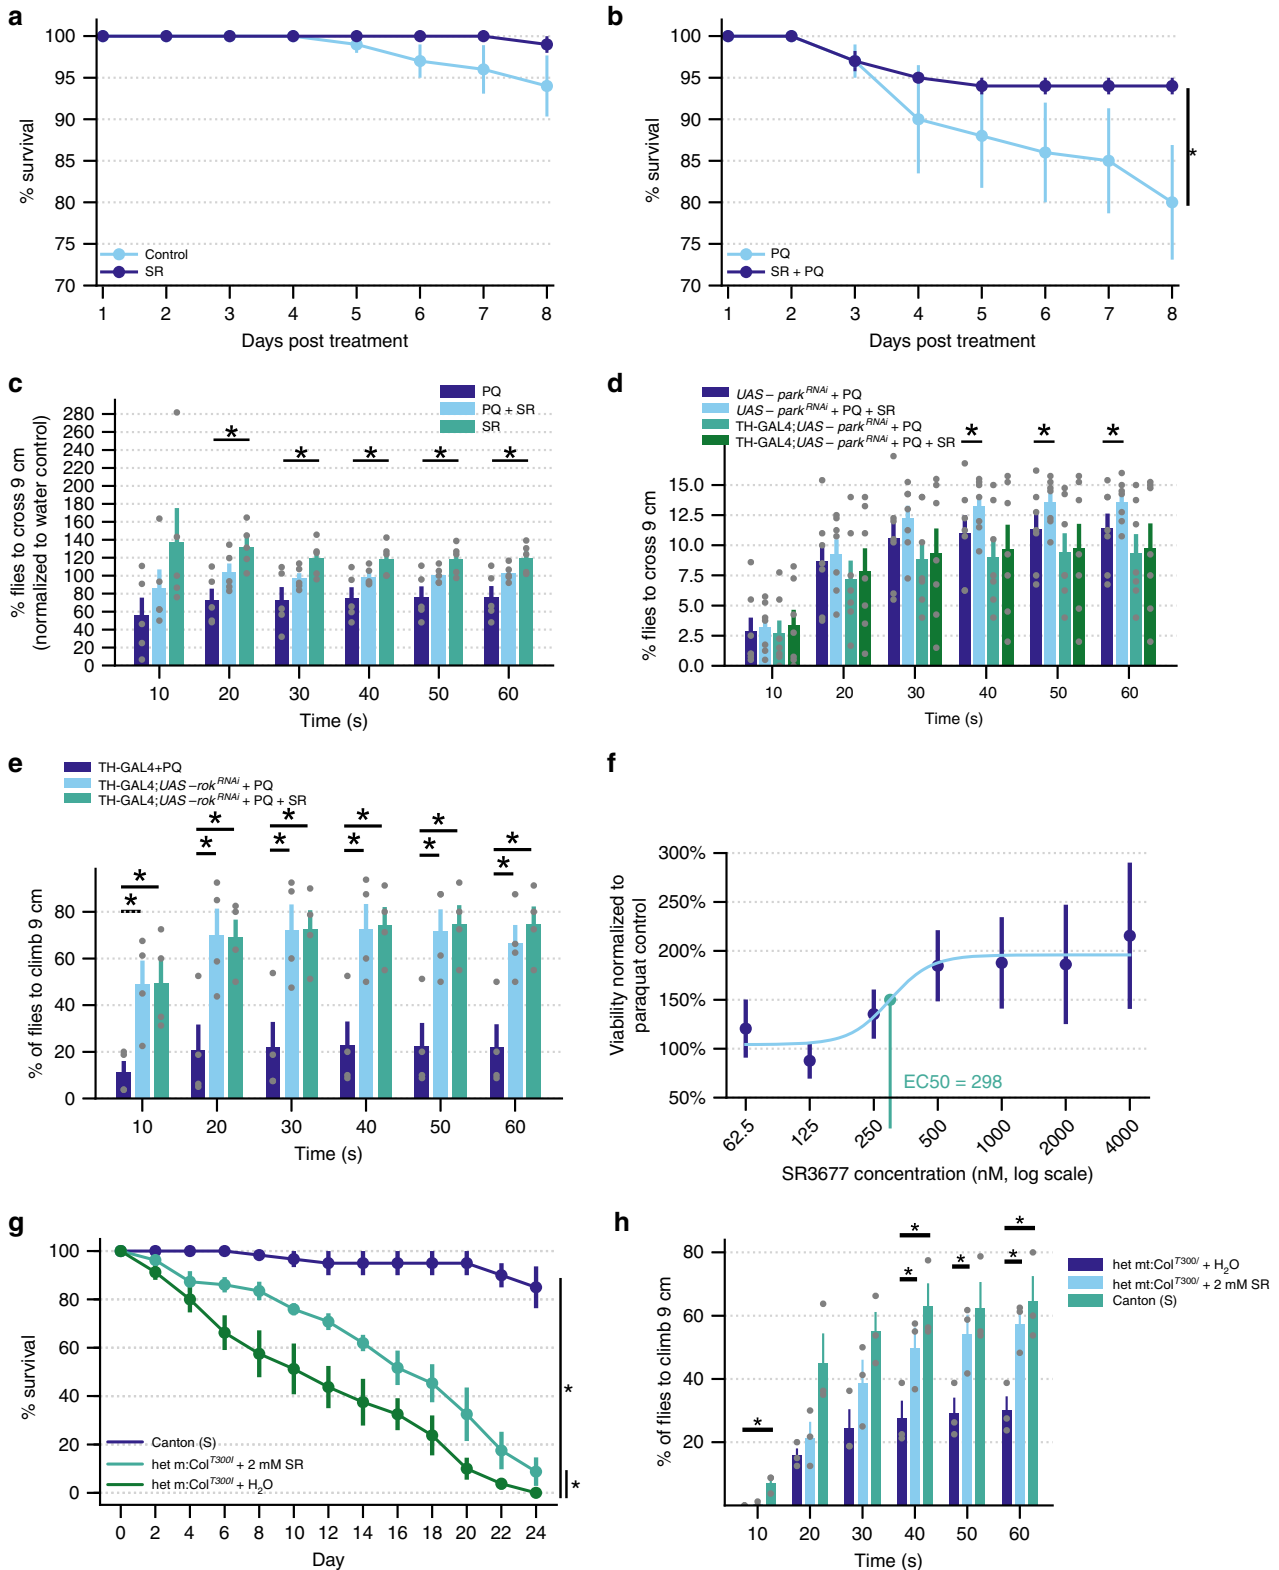 a
100
95
90
85
80
75
70
% survival
Control
SR
1 2 3 4 5 6 7 8
Days post treatment
b
100
95
90
85
80
75
70
% survival
*
PQ
SR + PQ
1 2 3 4 5 6 7 8
Days post treatment
c
PQ
PQ + SR
SR
280
260
240
220
200
180
160
140
120
100
80
60
40
20
0
% flies to cross 9 cm
(normalized to water control)
* * * * *
10 20 30 40 50 60
Time (s)
d
UAS – park^RNAi + PQ
UAS – park^RNAi + PQ + SR
TH-GAL4;UAS – park^RNAi + PQ
TH-GAL4;UAS – park^RNAi + PQ + SR
* * *
15.0
12.5
10.0
7.5
5.0
2.5
0.0
% flies to cross 9 cm
10 20 30 40 50 60
Time (s)
e
TH-GAL4+PQ
TH-GAL4;UAS –rok^RNAi + PQ
TH-GAL4;UAS –rok^RNAi + PQ + SR
* * * * * *
* * * * * *
80
60
40
20
0
% of flies to climb 9 cm
10 20 30 40 50 60
Time (s)
f
300%
250%
200%
150%
100%
50%
Viability normalized to
paraquat control
EC50 = 298
62.5 125 250 500 1000 2000 4000
SR3677 concentration (nM, log scale)
g
100
80
60
40
20
0
% survival
*
*
Canton (S)
het m:Col^T300I + 2 mM SR
het m:Col^T300I + H₂O
0 2 4 6 8 10 12 14 16 18 20 22 24
Day
h
80
60
40
20
% of flies to climb 9 cm
* *
* * * *
het mt:Col^T300/ + H₂O
het mt:Col^T300/ + 2 mM SR
Canton (S)
10 20 30 40 50 60
Time (s)